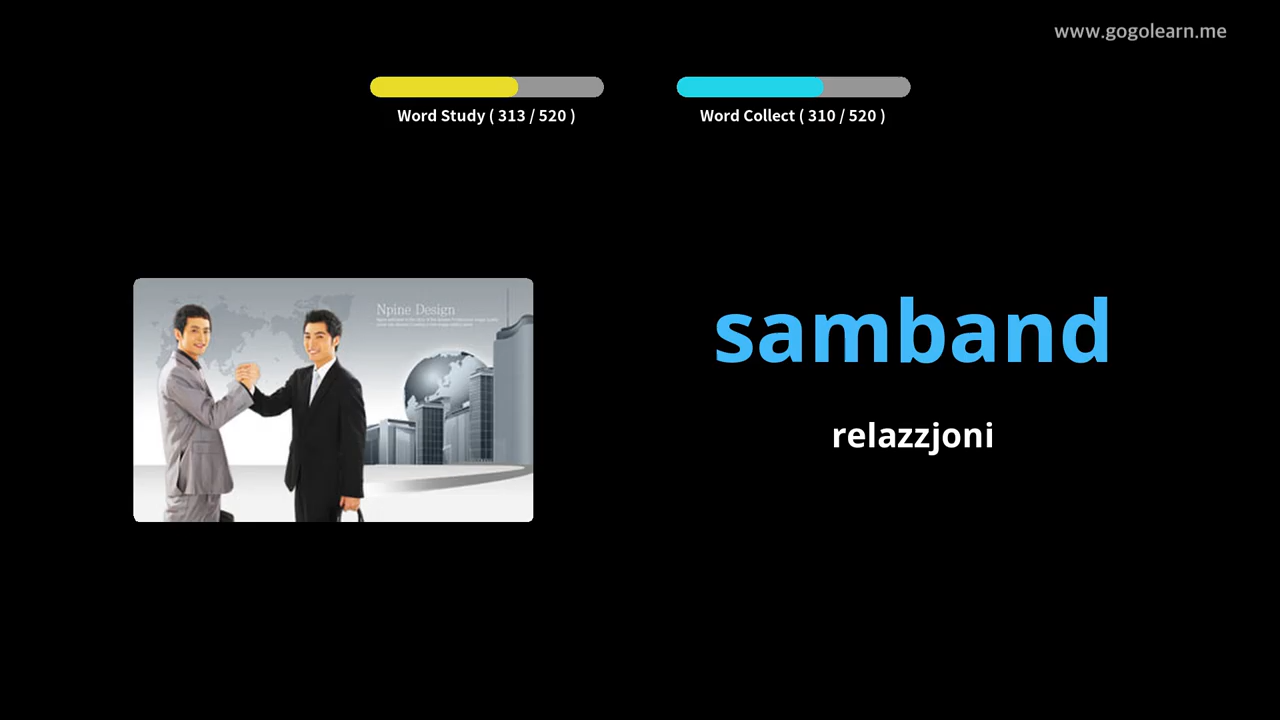 www.gogolearn.me
Word Study ( 313 / 520 )
Word Collect ( 310 / 520 )
Npine Design
samband
relazzjoni